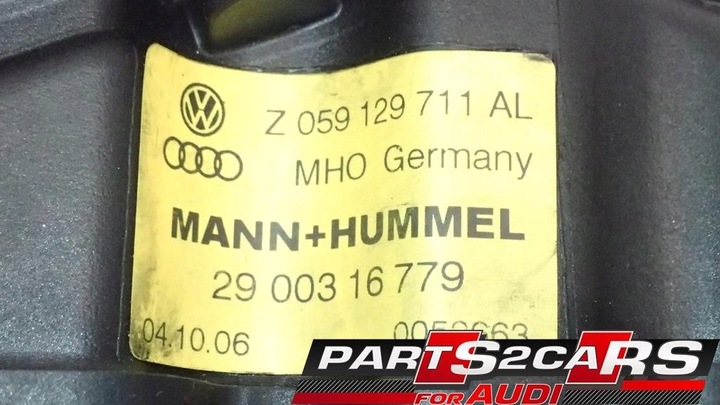 Z 059 129 711 AL
MHO Germany
MANN+HUMMEL
29 003 16 779
04.10.06
PARTS2CARS
FOR AUDI